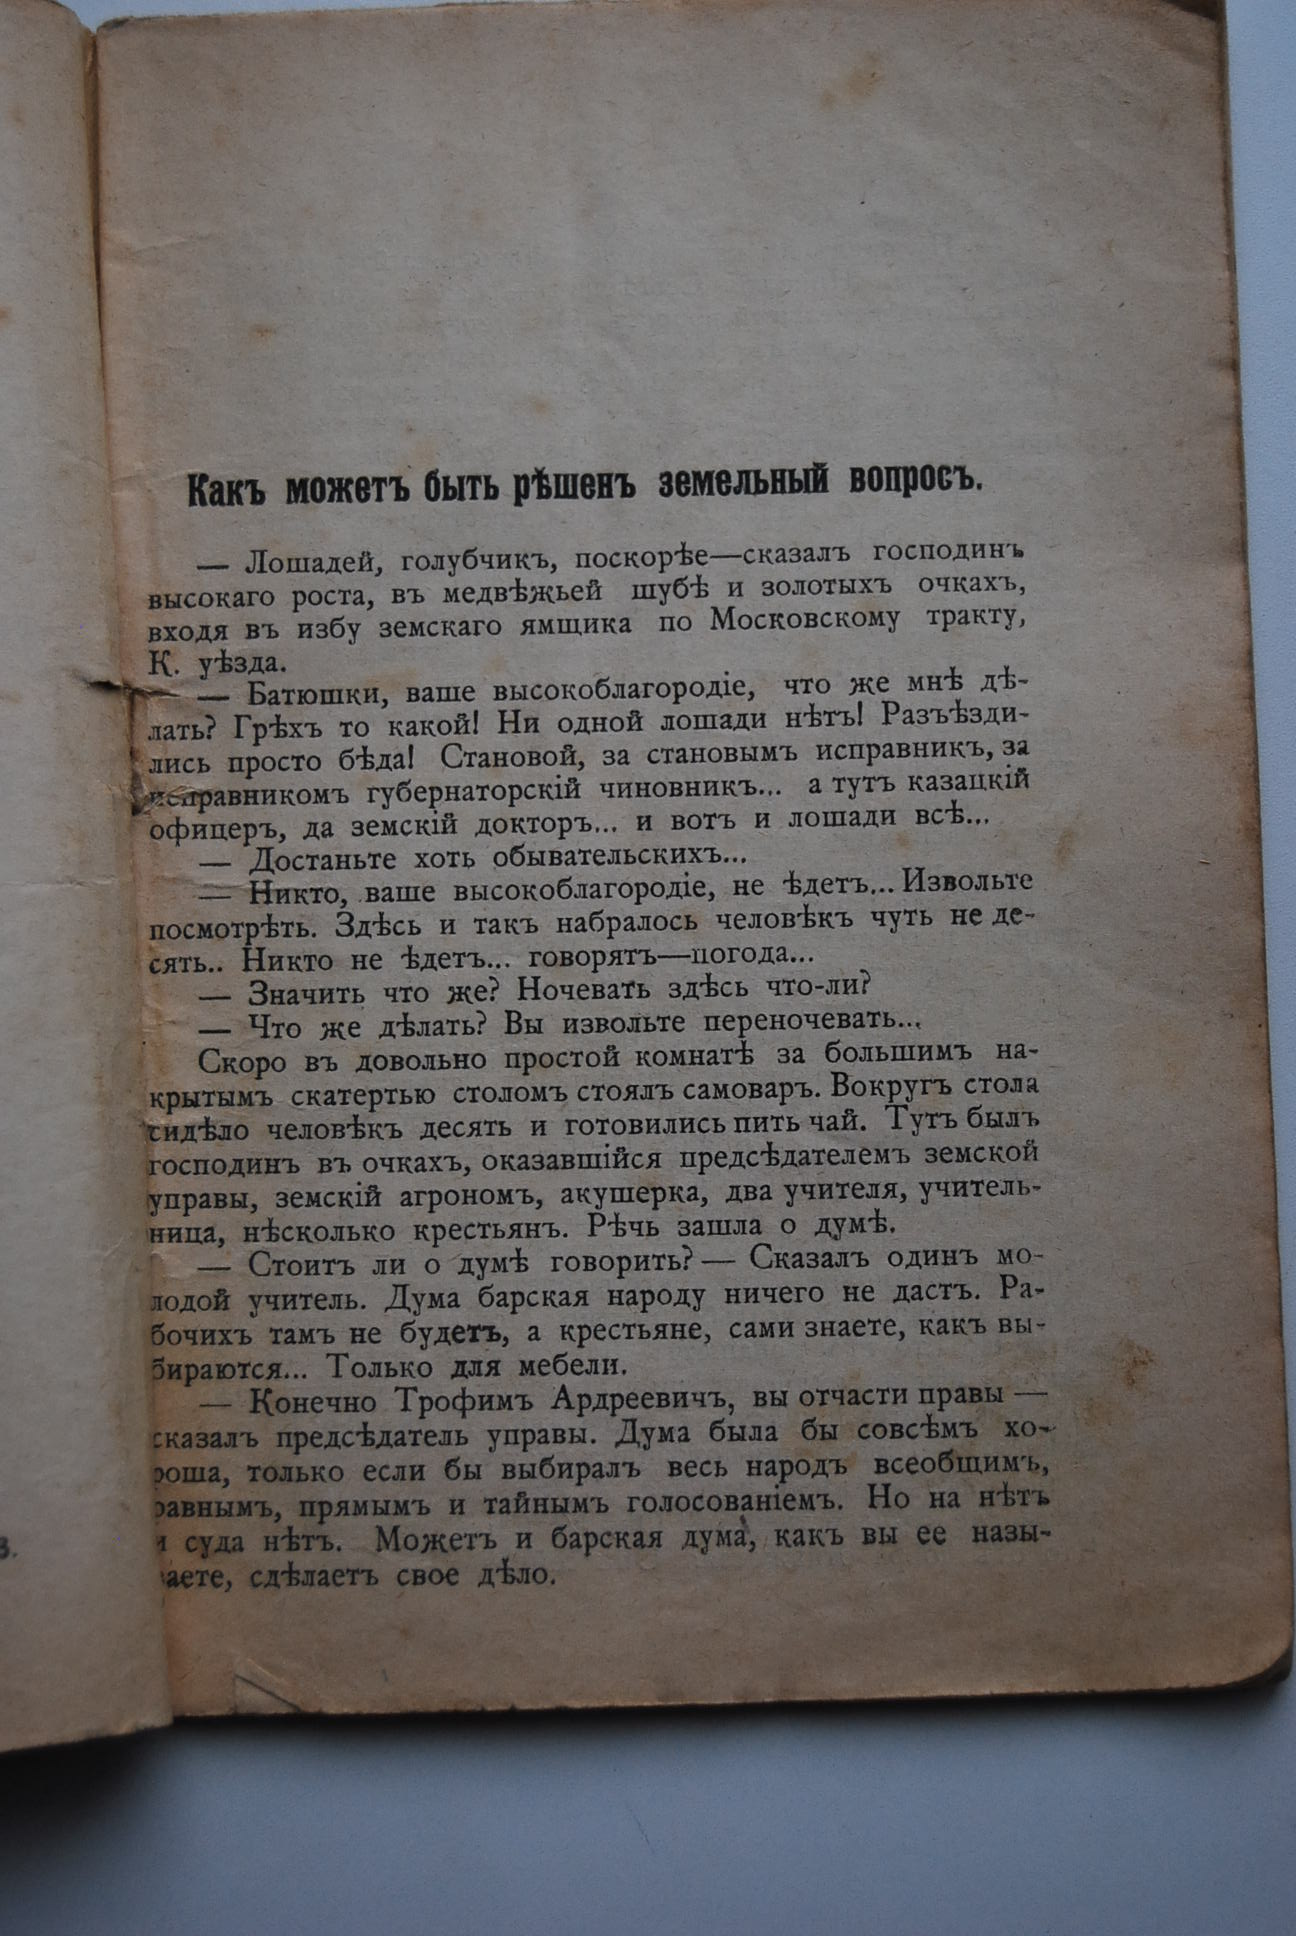 Какъ можетъ быть рѣшенъ земельный вопросъ.
— Лошадей, голубчикъ, поскорѣе—сказалъ господинъ
высокаго роста, въ медвѣжьей шубѣ и золотыхъ очкахъ,
входя въ избу земскаго ямщика по Московскому тракту,
К. уѣзда.
— Батюшки, ваше высокоблагородіе, что же мнѣ дѣ-
лать? Грѣхъ то какой! Ни одной лошади нѣтъ! Разъѣзди-
лись просто бѣда! Становой, за становымъ исправникъ, за
исправникомъ губернаторскій чиновникъ... а тутъ казацкій
офицеръ, да земскій докторъ... и вотъ и лошади всѣ...
— Достаньте хоть обывательскихъ...
— Никто, ваше высокоблагородіе, не ѣдетъ... Извольте
посмотрѣть. Здѣсь и такъ набралось человѣкъ чуть не де-
сять.. Никто не ѣдетъ... говорятъ—погода...
— Значить что же? Ночевать здѣсь что-ли?
— Что же дѣлать? Вы извольте переночевать...
Скоро въ довольно простой комнатѣ за большимъ на-
крытымъ скатертью столомъ стоялъ самоваръ. Вокругъ стола
сидѣло человѣкъ десять и готовились пить чай. Тутъ былъ
господинъ въ очкахъ, оказавшійся предсѣдателемъ земской
управы, земскій агрономъ, акушерка, два учителя, учитель-
ница, нѣсколько крестьянъ. Рѣчь зашла о думѣ.
— Стоитъ ли о думѣ говорить? — Сказалъ одинъ мо-
лодой учитель. Дума барская народу ничего не дастъ. Ра-
бочихъ тамъ не будетъ, а крестьяне, сами знаете, какъ вы-
бираются... Только для мебели.
— Конечно Трофимъ Ардреевичъ, вы отчасти правы —
сказалъ предсѣдатель управы. Дума была бы совсѣмъ хо-
роша, только если бы выбиралъ весь народъ всеобщимъ,
равнымъ, прямымъ и тайнымъ голосованіемъ. Но на нѣтъ
и суда нѣтъ. Можетъ и барская дума, какъ вы ее назы-
ваете, сдѣлаетъ свое дѣло.